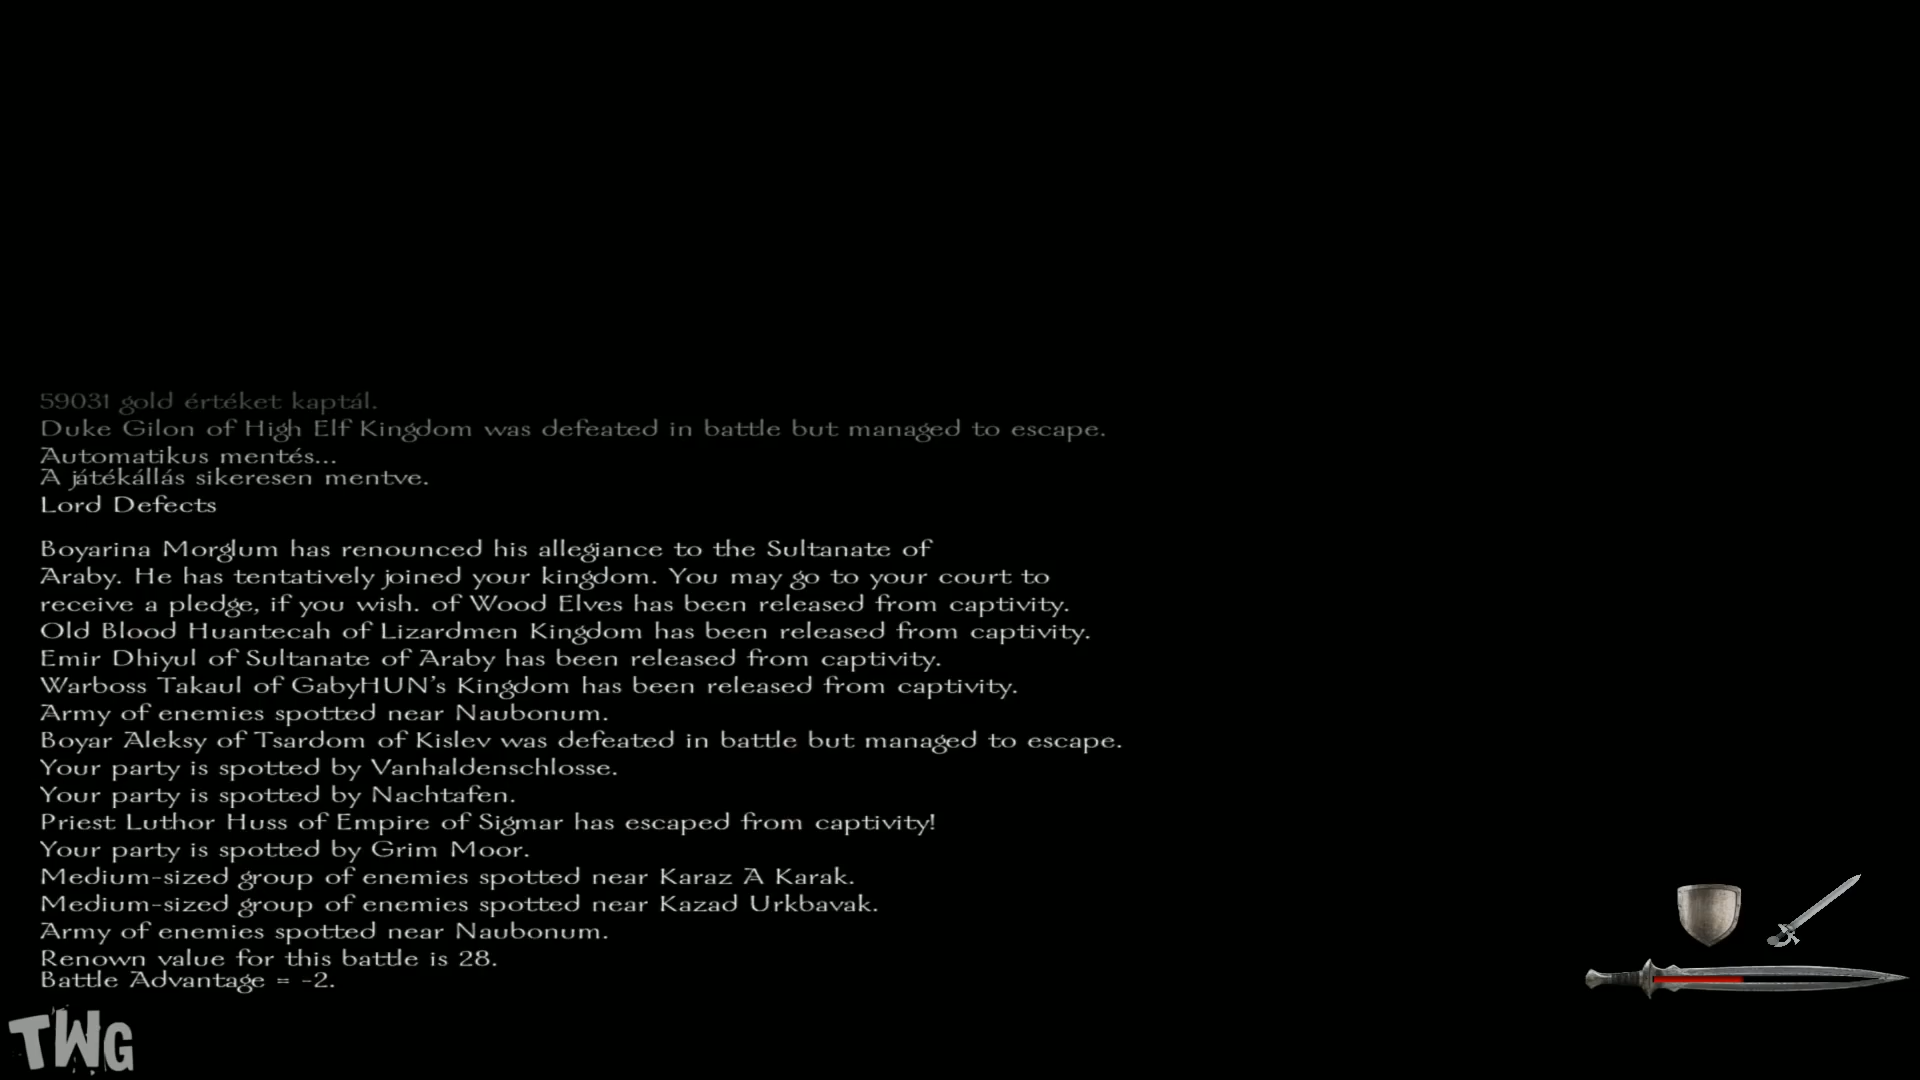 59031 gold értéket kaptál.
Duke Gilon of High Elf Kingdom was defeated in battle but managed to escape.
Automatikus mentés...
A játékállás sikeresen mentve.
Lord Defects
Boyarina Morglum has renounced his allegiance to the Sultanate of
Araby. He has tentatively joined your kingdom. You may go to your court to
receive a pledge, if you wish. of Wood Elves has been released from captivity.
Old Blood Huantecah of Lizardmen Kingdom has been released from captivity.
Emir Dhiyul of Sultanate of Araby has been released from captivity.
Warboss Takaul of GabyHUN's Kingdom has been released from captivity.
Army of enemies spotted near Naubonum.
Boyar Aleksy of Tsardom of Kislev was defeated in battle but managed to escape.
Your party is spotted by Vanhaldenschlosse.
Your party is spotted by Nachtafen.
Priest Luthor Huss of Empire of Sigmar has escaped from captivity!
Your party is spotted by Grim Moor.
Medium-sized group of enemies spotted near Karaz A Karak.
Medium-sized group of enemies spotted near Kazad Urkbavak.
Army of enemies spotted near Naubonum.
Renown value for this battle is 28.
Battle Advantage = -2.
TWG